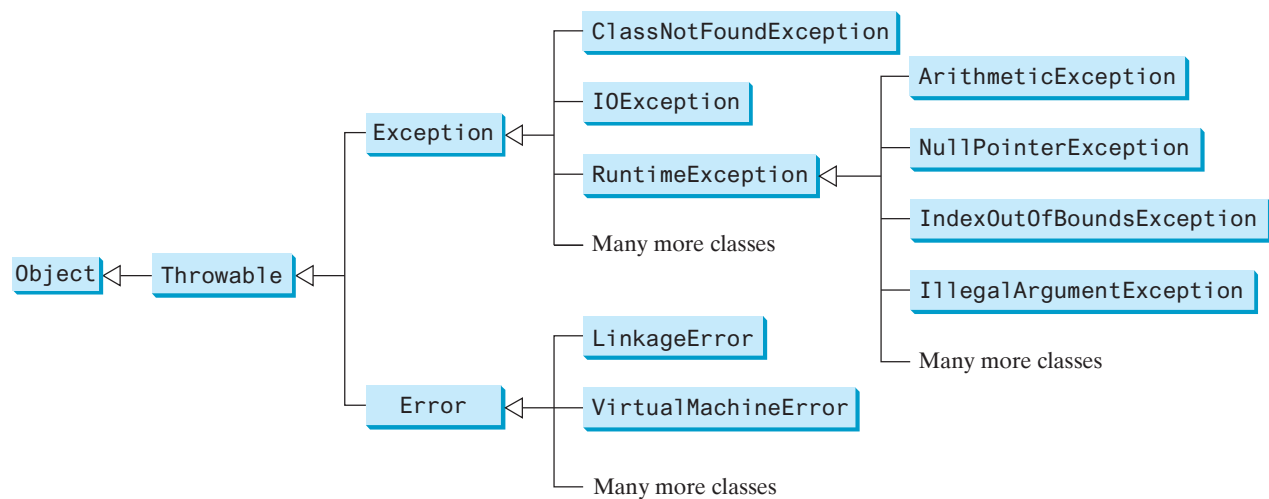 ClassNotFoundException
ArithmeticException
IOException
Exception
NullPointerException
RuntimeException
IndexOutOfBoundsException
Many more classes
Object
Throwable
IllegalArgumentException
LinkageError
Many more classes
Error
VirtualMachineError
Many more classes